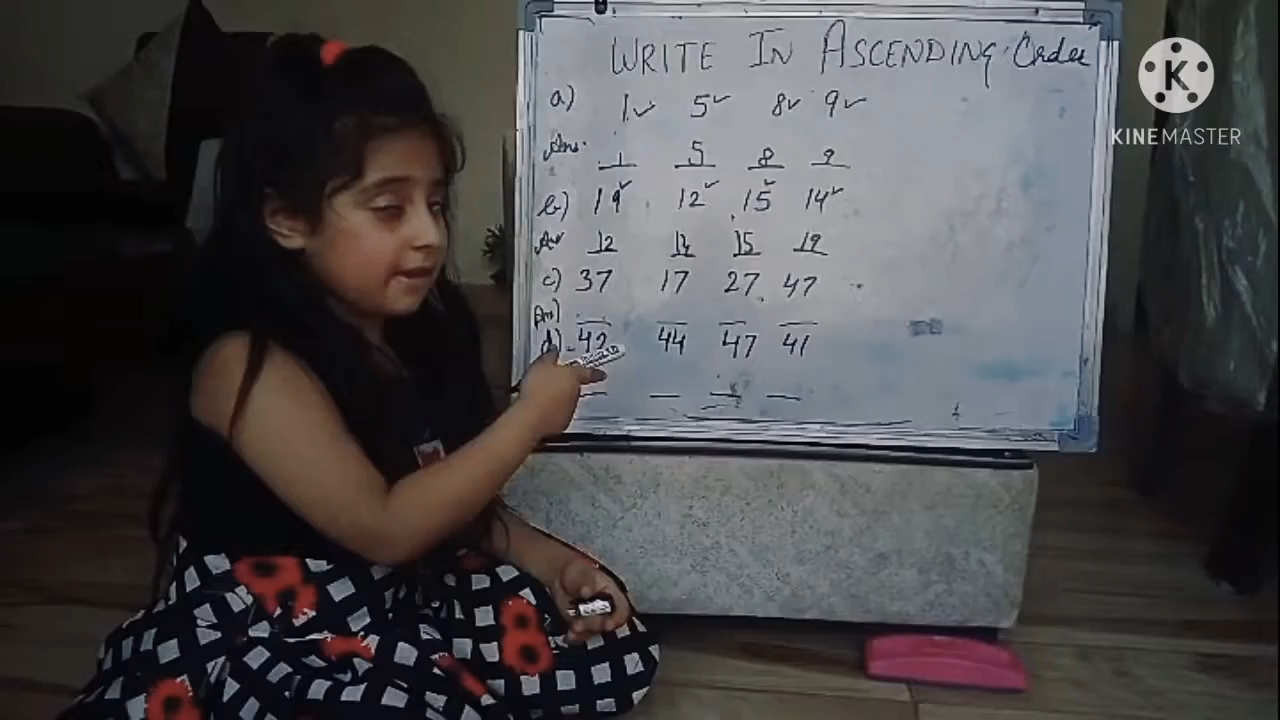 WRITE IN ASCENDING Order
a) 1 5 8 9
Ans. 1 5 8 9
b) 19 12 15 14
Ans 12 14 15 19
c) 37 17 27 47
Ans)
d) 42 44 47 41
K
KINEMASTER